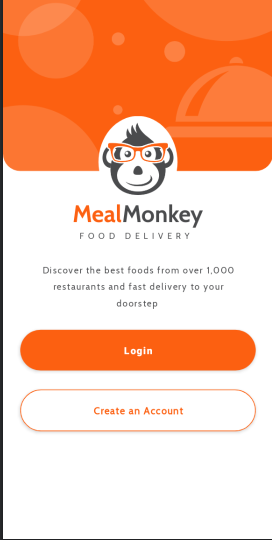 MealMonkey
FOOD DELIVERY
Discover the best foods from over 1,000
restaurants and fast delivery to your
doorstep
Login
Create an Account